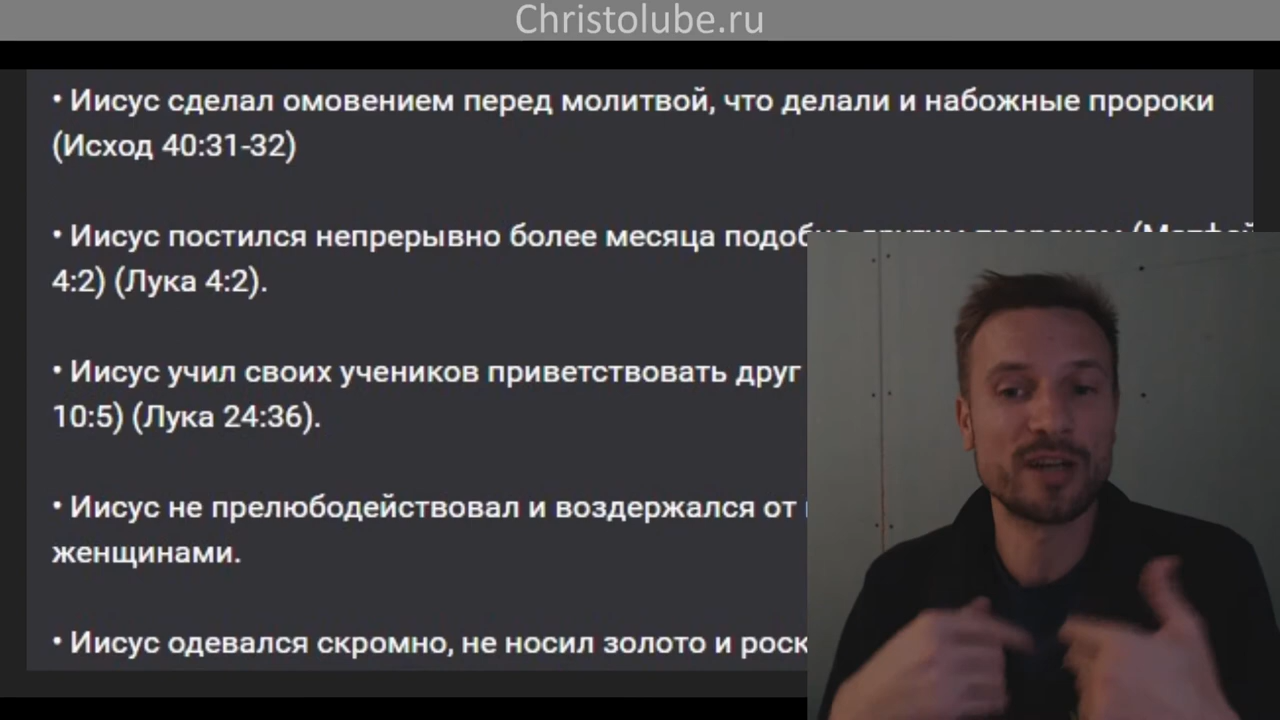 Christolube.ru
• Иисус сделал омовением перед молитвой, что делали и набожные пророки
(Исход 40:31-32)
• Иисус постился непрерывно более месяца
4:2) (Лука 4:2).
• Иисус учил своих учеников приветствовать друг
10:5) (Лука 24:36).
• Иисус не прелюбодействовал и воздержался от
женщинами.
• Иисус одевался скромно, не носил золото и